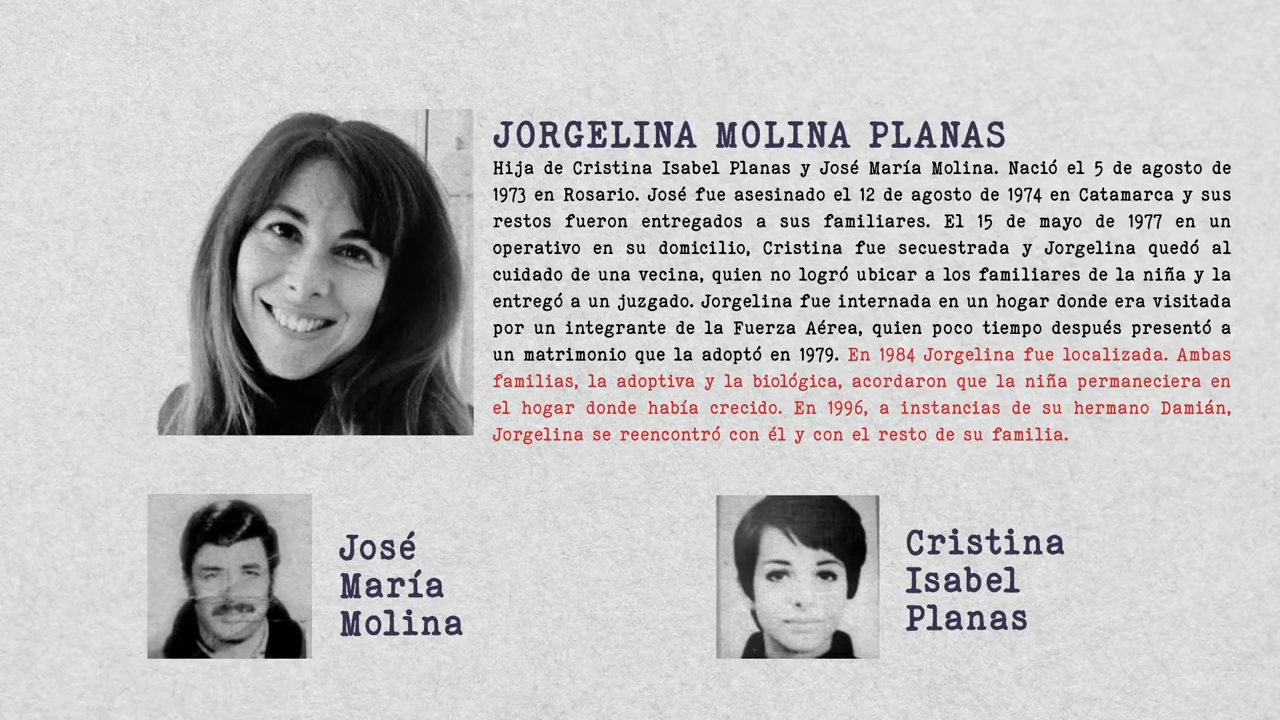 JORGELINA MOLINA PLANAS
Hija de Cristina Isabel Planas y José María Molina. Nació el 5 de agosto de
1973 en Rosario. José fue asesinado el 12 de agosto de 1974 en Catamarca y sus
restos fueron entregados a sus familiares. El 15 de mayo de 1977 en un
operativo en su domicilio, Cristina fue secuestrada y Jorgelina quedó al
cuidado de una vecina, quien no logró ubicar a los familiares de la niña y la
entregó a un juzgado. Jorgelina fue internada en un hogar donde era visitada
por un integrante de la Fuerza Aérea, quien poco tiempo después presentó a
un matrimonio que la adoptó en 1979. En 1984 Jorgelina fue localizada. Ambas
familias, la adoptiva y la biológica, acordaron que la niña permaneciera en
el hogar donde había crecido. En 1996, a instancias de su hermano Damián,
Jorgelina se reencontró con él y con el resto de su familia.
José
María
Molina
Cristina
Isabel
Planas